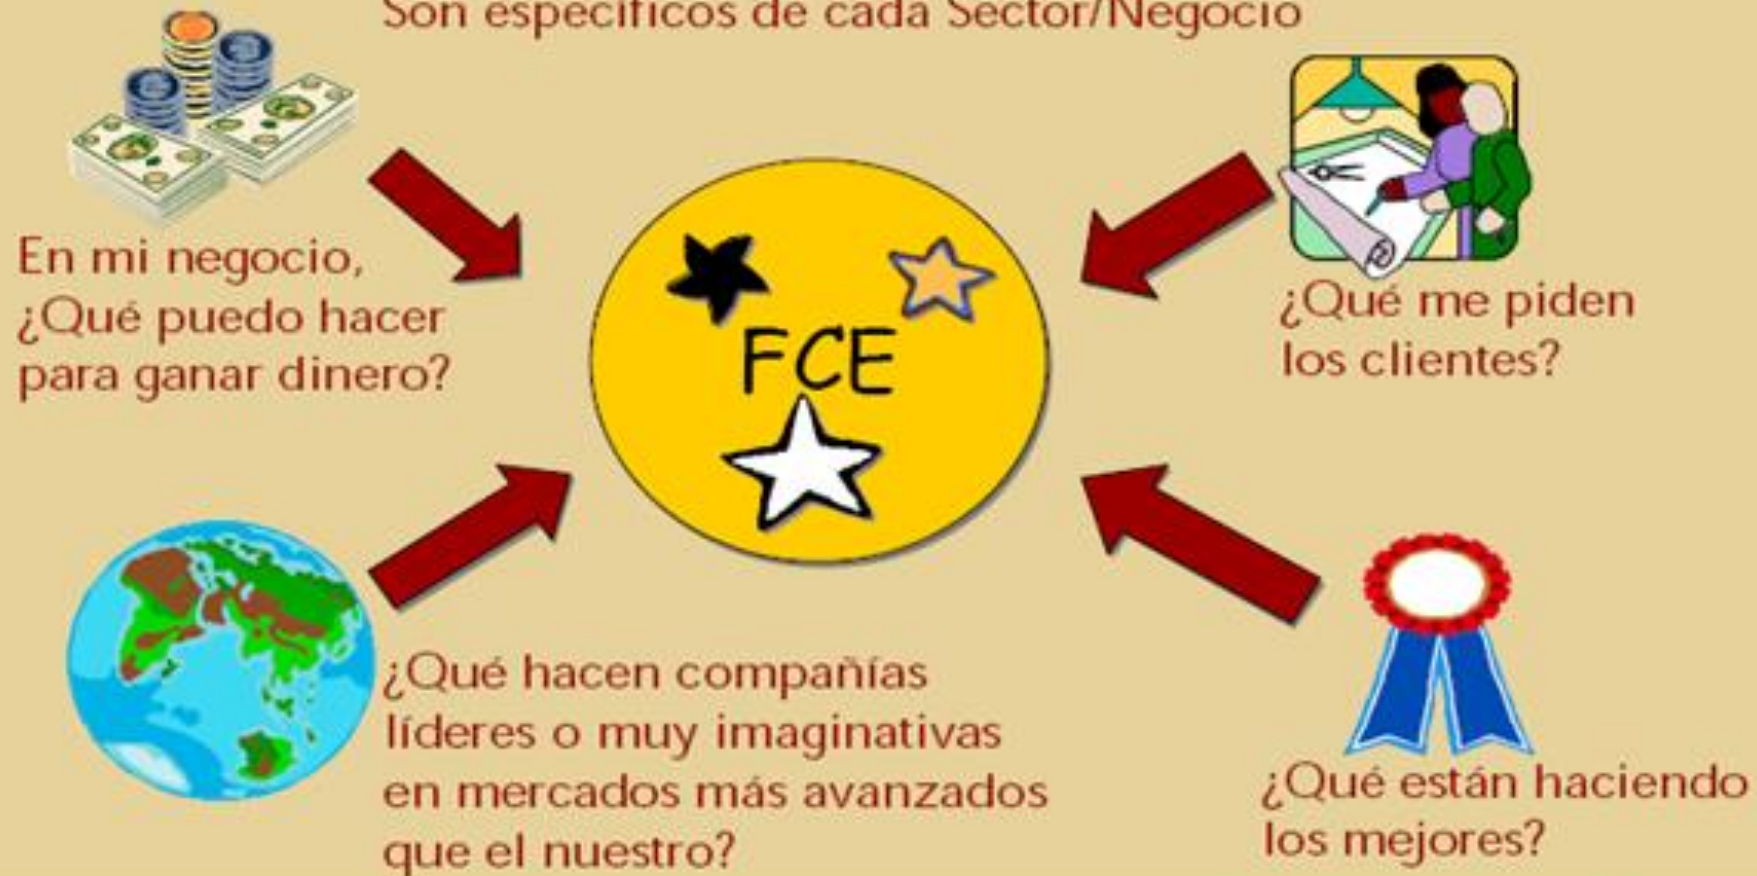 Son específicos de cada Sector/Negocio
En mi negocio,
¿Qué puedo hacer
para ganar dinero?
¿Qué me piden
los clientes?
FCE
¿Qué hacen compañías
líderes o muy imaginativas
en mercados más avanzados
que el nuestro?
¿Qué están haciendo
los mejores?